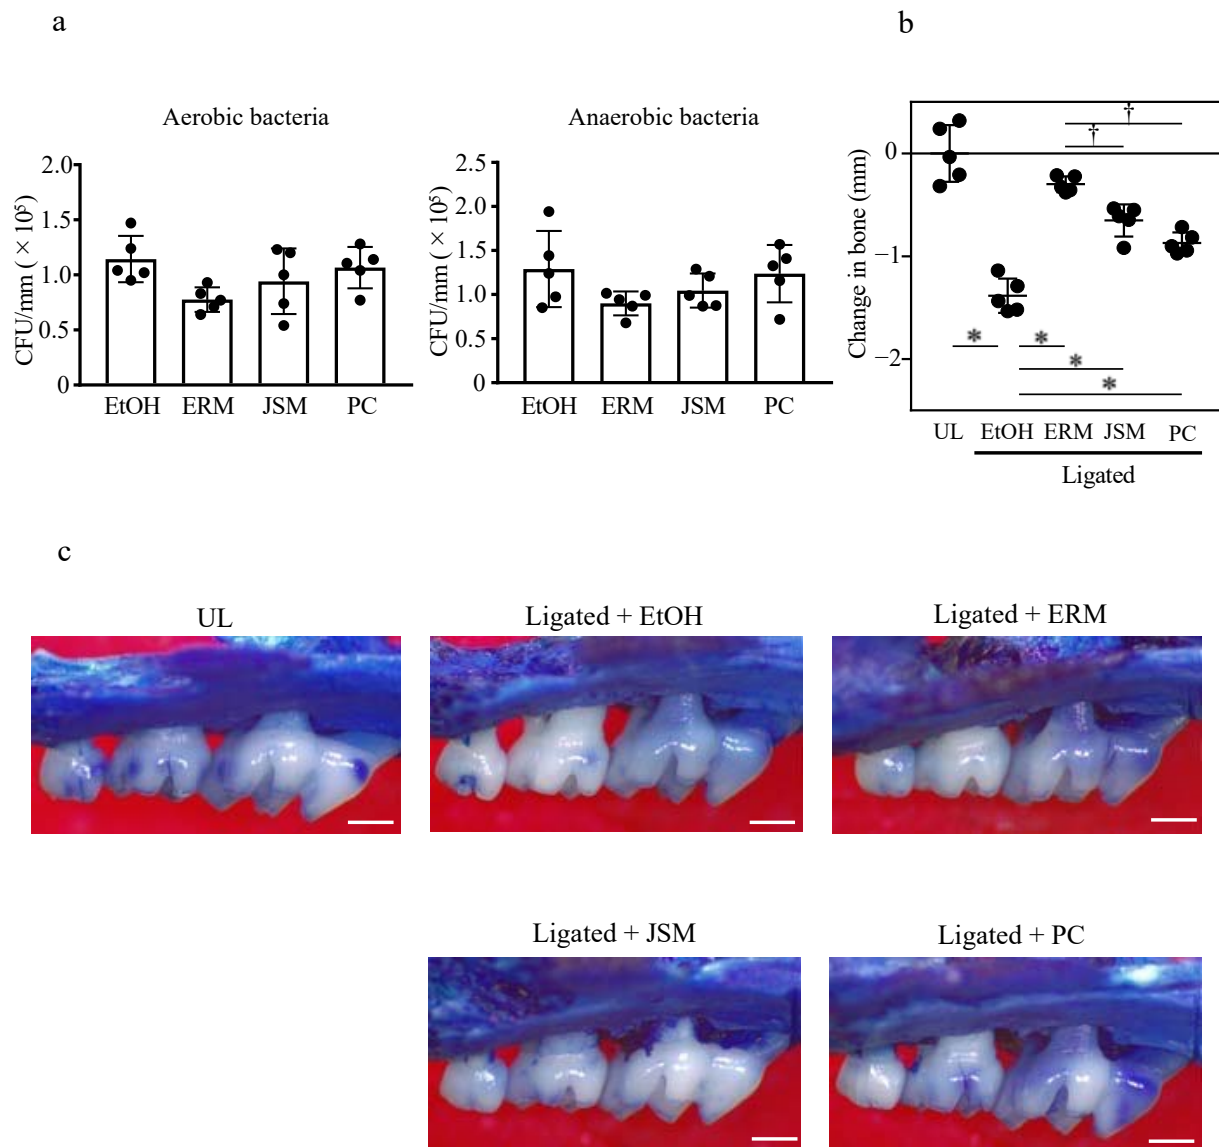 a
b
Aerobic bacteria
Anaerobic bacteria
CFU/mm ( × 10⁵)
2.0
1.5
1.0
0.5
0
EtOH ERM JSM PC
CFU/mm ( × 10⁵)
2.5
2.0
1.5
1.0
0.5
0
EtOH ERM JSM PC
Change in bone (mm)
0
−1
−2
†
†
* *
*
*
UL EtOH ERM JSM PC
Ligated
c
UL
Ligated + EtOH
Ligated + ERM
Ligated + JSM
Ligated + PC